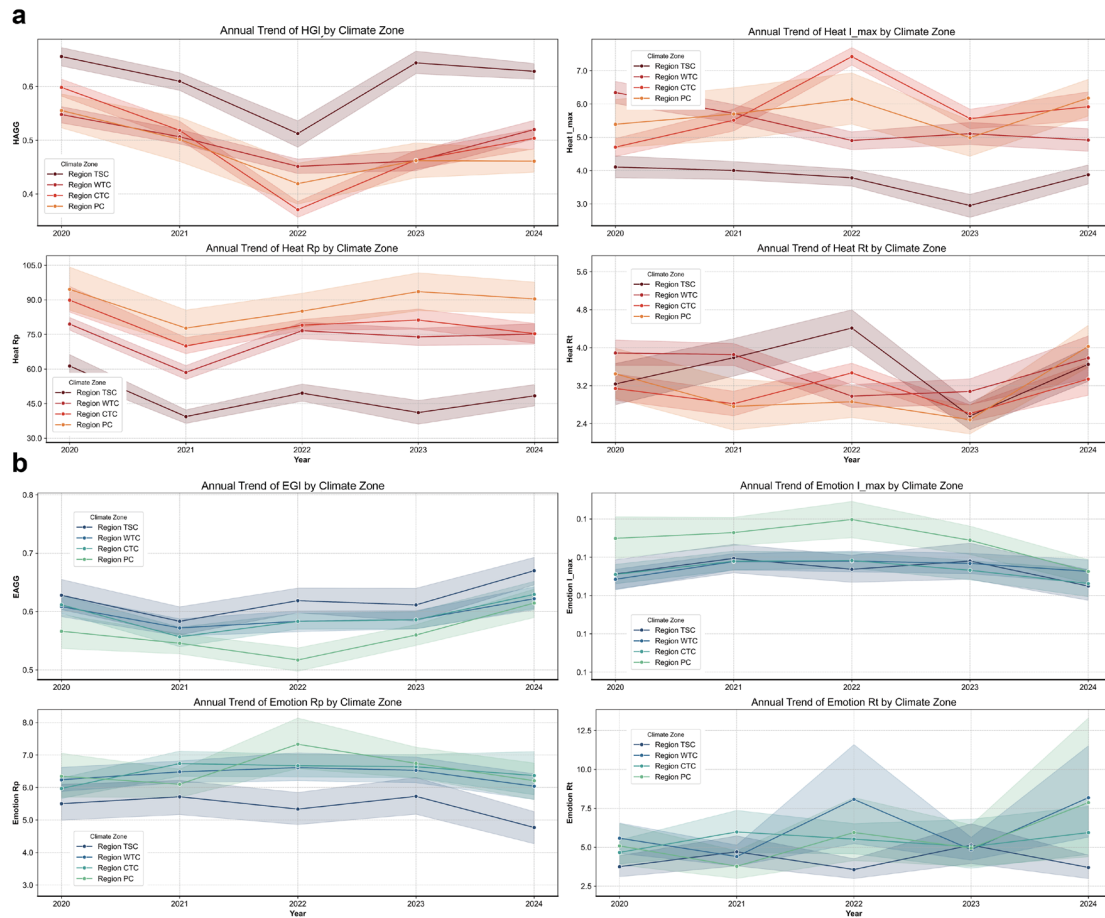 a
Annual Trend of HGI by Climate Zone
HAGG
0.6
0.5
0.4
Climate Zone
Region TSC
Region WTC
Region CTC
Region PC
2020 2021 2022 2023 2024
Annual Trend of Heat I_max by Climate Zone
Heat I_max
7.0
6.0
5.0
4.0
3.0
Climate Zone
Region TSC
Region WTC
Region CTC
Region PC
2020 2021 2022 2023 2024
Annual Trend of Heat Rp by Climate Zone
Heat Rp
105.0
90.0
75.0
60.0
45.0
30.0
Climate Zone
Region TSC
Region WTC
Region CTC
Region PC
2020 2021 2022 2023 2024
Year
Annual Trend of Heat Rt by Climate Zone
Heat Rt
5.6
4.8
4.0
3.2
2.4
Climate Zone
Region TSC
Region WTC
Region CTC
Region PC
2020 2021 2022 2023 2024
Year
b
Annual Trend of EGI by Climate Zone
EAGG
0.8
0.7
0.6
0.5
Climate Zone
Region TSC
Region WTC
Region CTC
Region PC
2020 2021 2022 2023 2024
Annual Trend of Emotion I_max by Climate Zone
Emotion I_max
0.1
0.1
0.1
0.1
0.1
Climate Zone
Region TSC
Region WTC
Region CTC
Region PC
2020 2021 2022 2023 2024
Annual Trend of Emotion Rp by Climate Zone
Emotion Rp
8.0
7.0
6.0
5.0
4.0
3.0
Climate Zone
Region TSC
Region WTC
Region CTC
Region PC
2020 2021 2022 2023 2024
Year
Annual Trend of Emotion Rt by Climate Zone
Emotion Rt
12.5
10.0
7.5
5.0
2.5
Climate Zone
Region TSC
Region WTC
Region CTC
Region PC
2020 2021 2022 2023 2024
Year